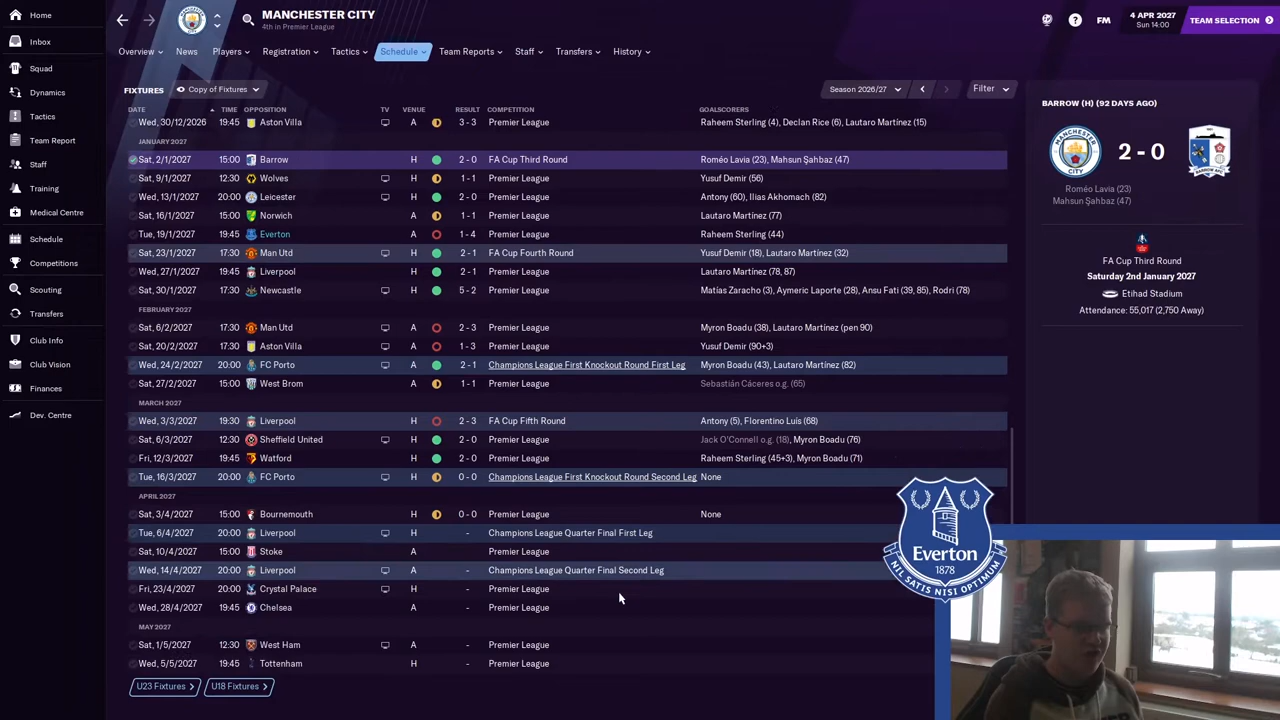 Home
Inbox
Squad
Dynamics
Tactics
Team Report
Staff
Training
Medical Centre
Schedule
Competitions
Scouting
Transfers
Club Info
Club Vision
Finances
Dev. Centre
MANCHESTER CITY
4th in Premier League
FM
4 APR 2027
Sun 14:00
TEAM SELECTION
Overview News Players Registration Tactics Schedule Team Reports Staff Transfers History
FIXTURES Copy of Fixtures Season 2026/27 Filter
DATE TIME OPPOSITION TV VENUE RESULT COMPETITION GOALSCORERS
Wed, 30/12/2026 19:45 Aston Villa A 3 - 3 Premier League Raheem Sterling (4), Declan Rice (6), Lautaro Martínez (15)
JANUARY 2027
Sat, 2/1/2027 15:00 Barrow H 2 - 0 FA Cup Third Round Roméo Lavia (23), Mahsun Şahbaz (47)
Sat, 9/1/2027 12:30 Wolves H 1 - 1 Premier League Yusuf Demir (56)
Wed, 13/1/2027 20:00 Leicester H 2 - 0 Premier League Antony (60), Ilias Akhomach (82)
Sat, 16/1/2027 15:00 Norwich A 1 - 1 Premier League Lautaro Martínez (77)
Tue, 19/1/2027 19:45 Everton A 1 - 4 Premier League Raheem Sterling (44)
Sat, 23/1/2027 17:30 Man Utd H 2 - 1 FA Cup Fourth Round Yusuf Demir (18), Lautaro Martínez (32)
Wed, 27/1/2027 19:45 Liverpool H 2 - 1 Premier League Lautaro Martínez (78, 87)
Sat, 30/1/2027 17:30 Newcastle H 5 - 2 Premier League Matías Zaracho (3), Aymeric Laporte (28), Ansu Fati (39, 85), Rodri (78)
FEBRUARY 2027
Sat, 6/2/2027 17:30 Man Utd A 2 - 3 Premier League Myron Boadu (38), Lautaro Martínez (pen 90)
Sat, 20/2/2027 17:30 Aston Villa A 1 - 3 Premier League Yusuf Demir (90+3)
Wed, 24/2/2027 20:00 FC Porto A 2 - 1 Champions League First Knockout Round First Leg Myron Boadu (43), Lautaro Martínez (82)
Sat, 27/2/2027 15:00 West Brom A 1 - 1 Premier League Sebastián Cáceres o.g. (65)
MARCH 2027
Wed, 3/3/2027 19:30 Liverpool H 2 - 3 FA Cup Fifth Round Antony (5), Florentino Luís (68)
Sat, 6/3/2027 12:30 Sheffield United H 2 - 0 Premier League Jack O'Connell o.g. (18), Myron Boadu (76)
Fri, 12/3/2027 19:45 Watford H 2 - 0 Premier League Raheem Sterling (45+3), Myron Boadu (71)
Tue, 16/3/2027 20:00 FC Porto H 0 - 0 Champions League First Knockout Round Second Leg None
APRIL 2027
Sat, 3/4/2027 15:00 Bournemouth H 0 - 0 Premier League None
Tue, 6/4/2027 20:00 Liverpool H - Champions League Quarter Final First Leg
Sat, 10/4/2027 15:00 Stoke A - Premier League
Wed, 14/4/2027 20:00 Liverpool A - Champions League Quarter Final Second Leg
Fri, 23/4/2027 20:00 Crystal Palace H - Premier League
Wed, 28/4/2027 19:45 Chelsea A - Premier League
MAY 2027
Sat, 1/5/2027 12:30 West Ham A - Premier League
Wed, 5/5/2027 19:45 Tottenham H - Premier League
U23 Fixtures U18 Fixtures
BARROW (H) (92 DAYS AGO)
2 - 0
Roméo Lavia (23)
Mahsun Şahbaz (47)
FA Cup Third Round
Saturday 2nd January 2027
Etihad Stadium
Attendance: 55,017 (2,750 Away)
Everton
1878
NIL SATIS NISI OPTIMUM